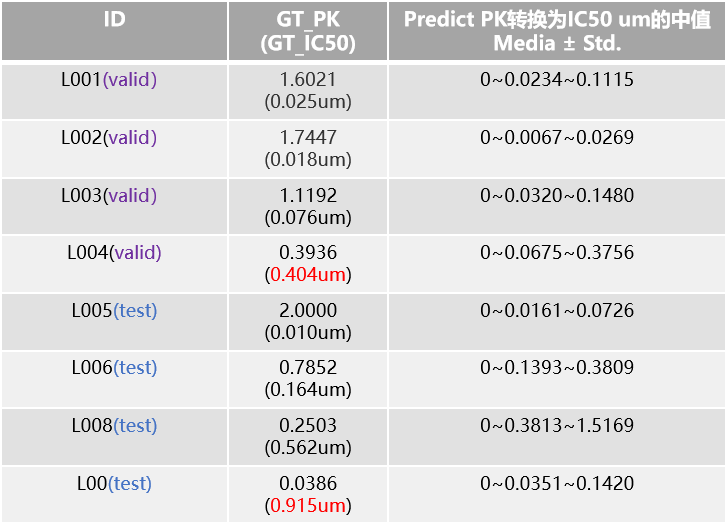 ID
GT_PK
(GT_IC50)
Predict PK转换为IC50 um的中值
Media ± Std.
L001(valid)
1.6021
(0.025um)
0~0.0234~0.1115
L002(valid)
1.7447
(0.018um)
0~0.0067~0.0269
L003(valid)
1.1192
(0.076um)
0~0.0320~0.1480
L004(valid)
0.3936
(0.404um)
0~0.0675~0.3756
L005(test)
2.0000
(0.010um)
0~0.0161~0.0726
L006(test)
0.7852
(0.164um)
0~0.1393~0.3809
L008(test)
0.2503
(0.562um)
0~0.3813~1.5169
L00(test)
0.0386
(0.915um)
0~0.0351~0.1420